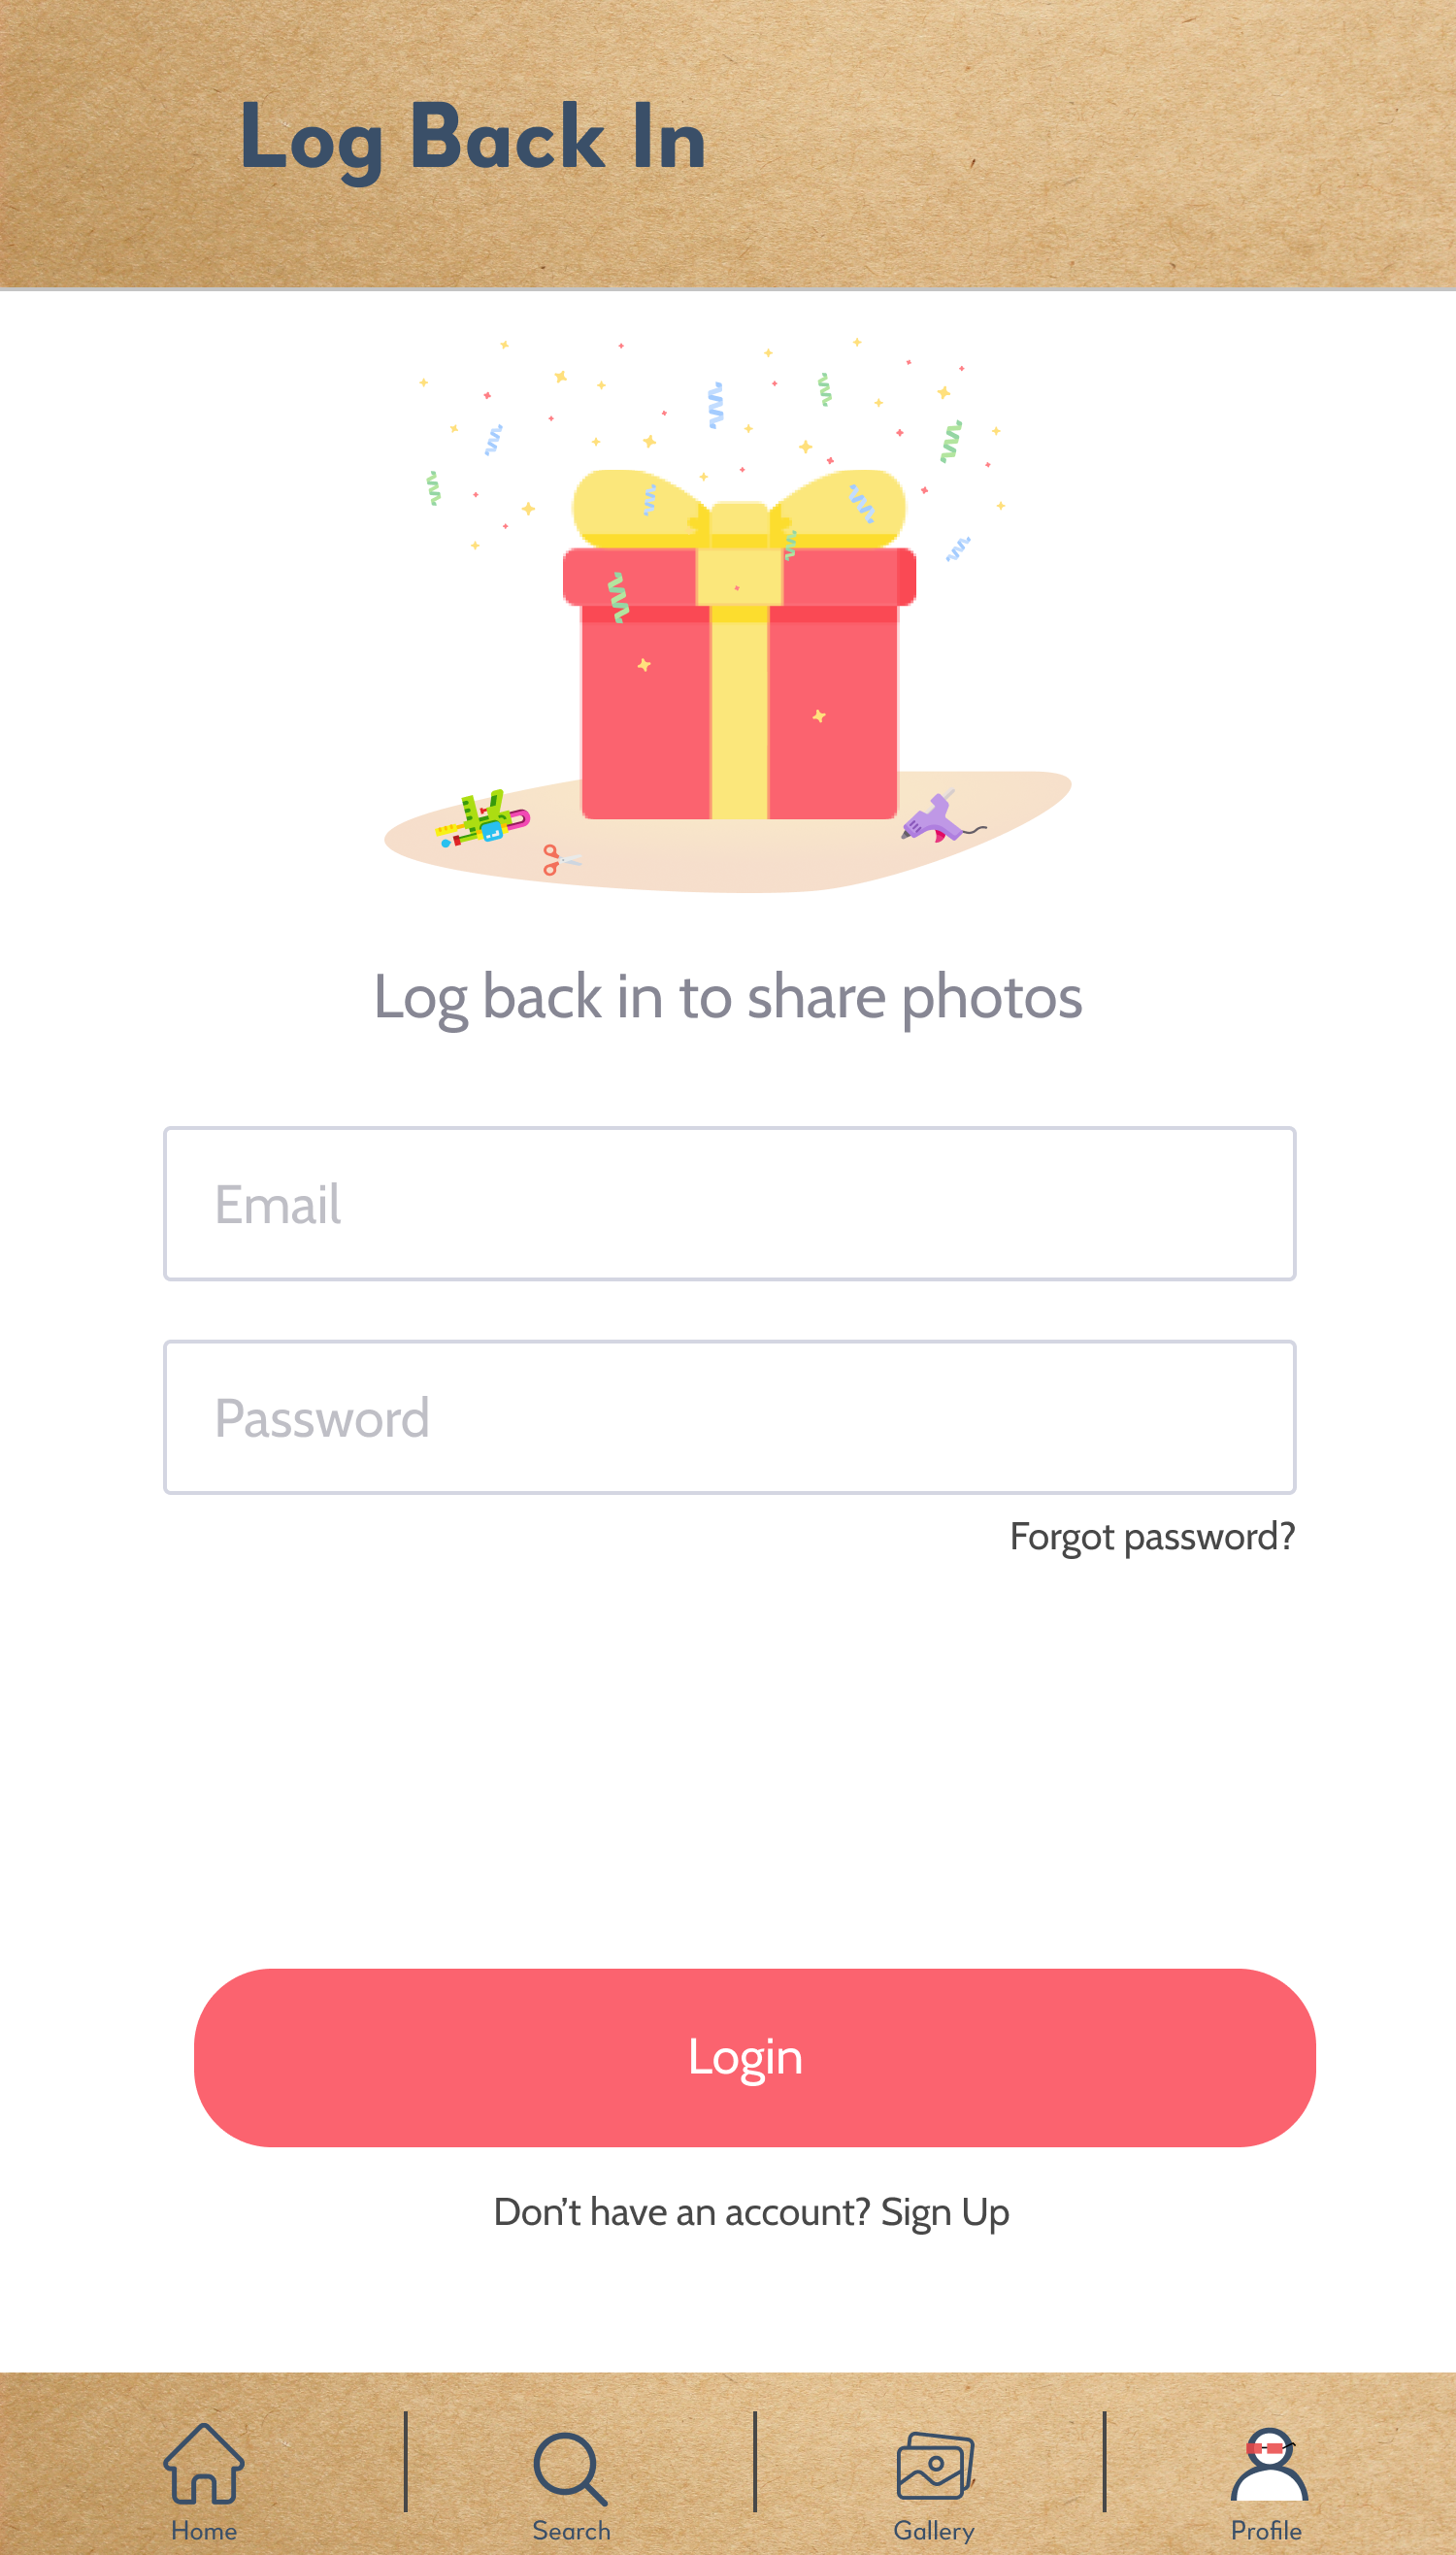 Log Back In
Log back in to share photos
Email
Password
Forgot password?
Login
Don’t have an account? Sign Up
Home
Search
Gallery
Profile